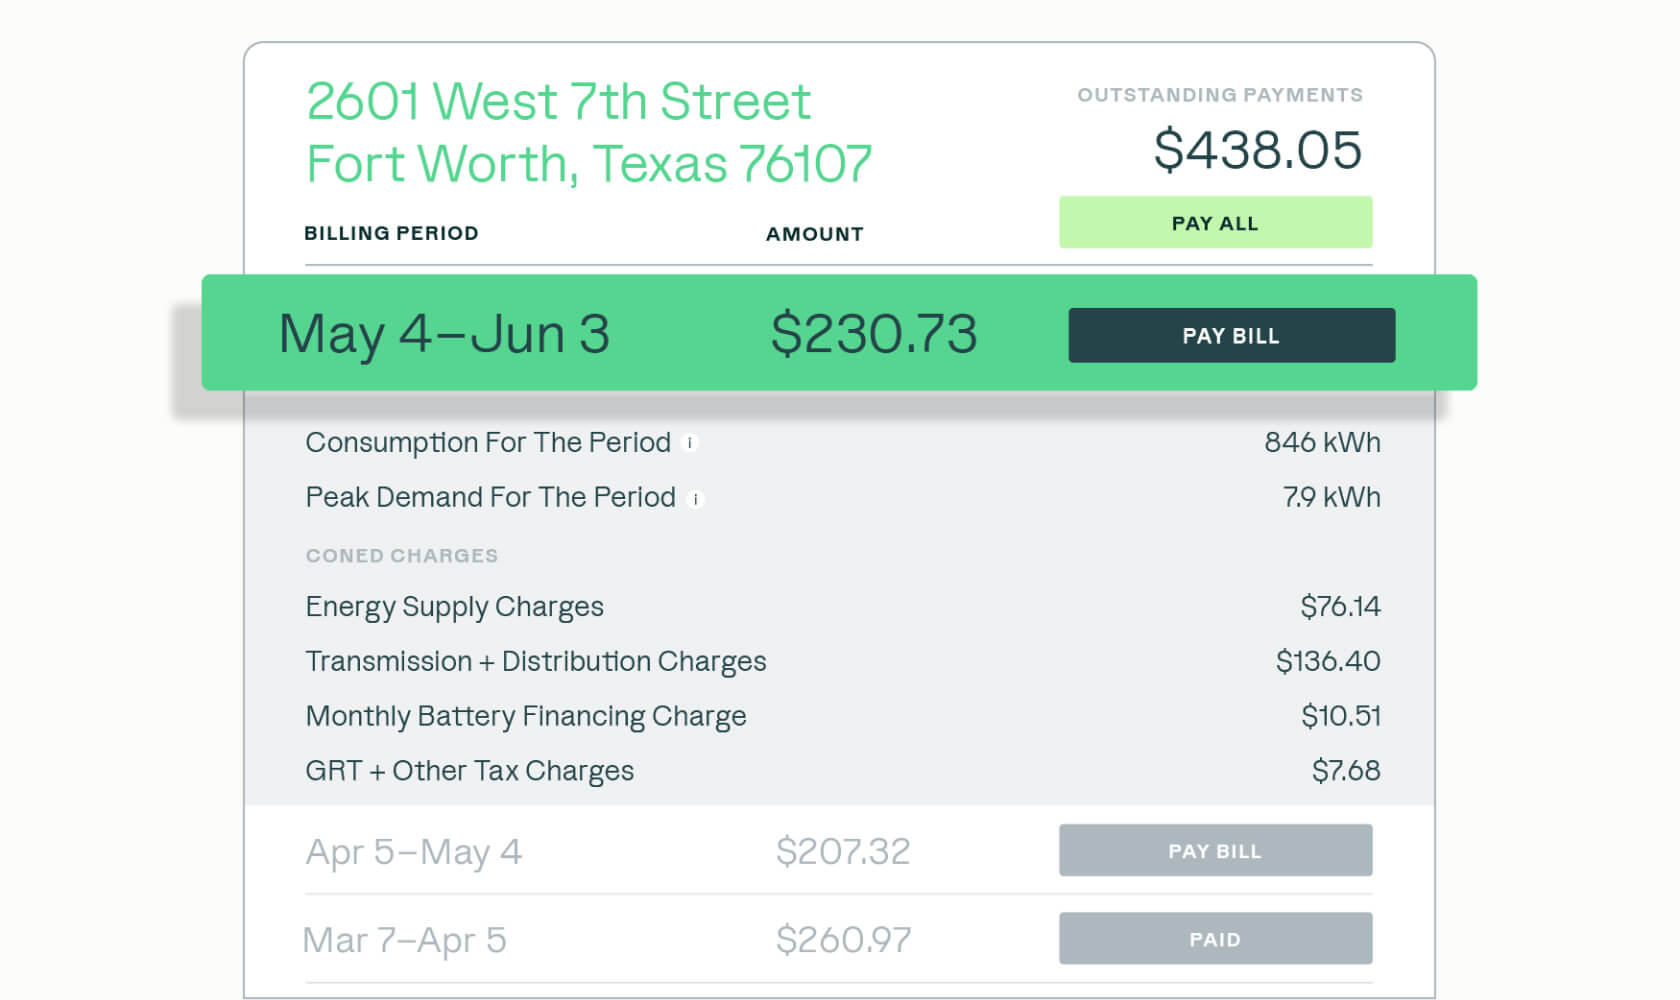 2601 West 7th Street
Fort Worth, Texas 76107
OUTSTANDING PAYMENTS
$438.05
PAY ALL
BILLING PERIOD AMOUNT
May 4–Jun 3 $230.73 PAY BILL
Consumption For The Period i 846 kWh
Peak Demand For The Period i 7.9 kWh
CONED CHARGES
Energy Supply Charges $76.14
Transmission + Distribution Charges $136.40
Monthly Battery Financing Charge $10.51
GRT + Other Tax Charges $7.68
Apr 5–May 4 $207.32 PAY BILL
Mar 7–Apr 5 $260.97 PAID